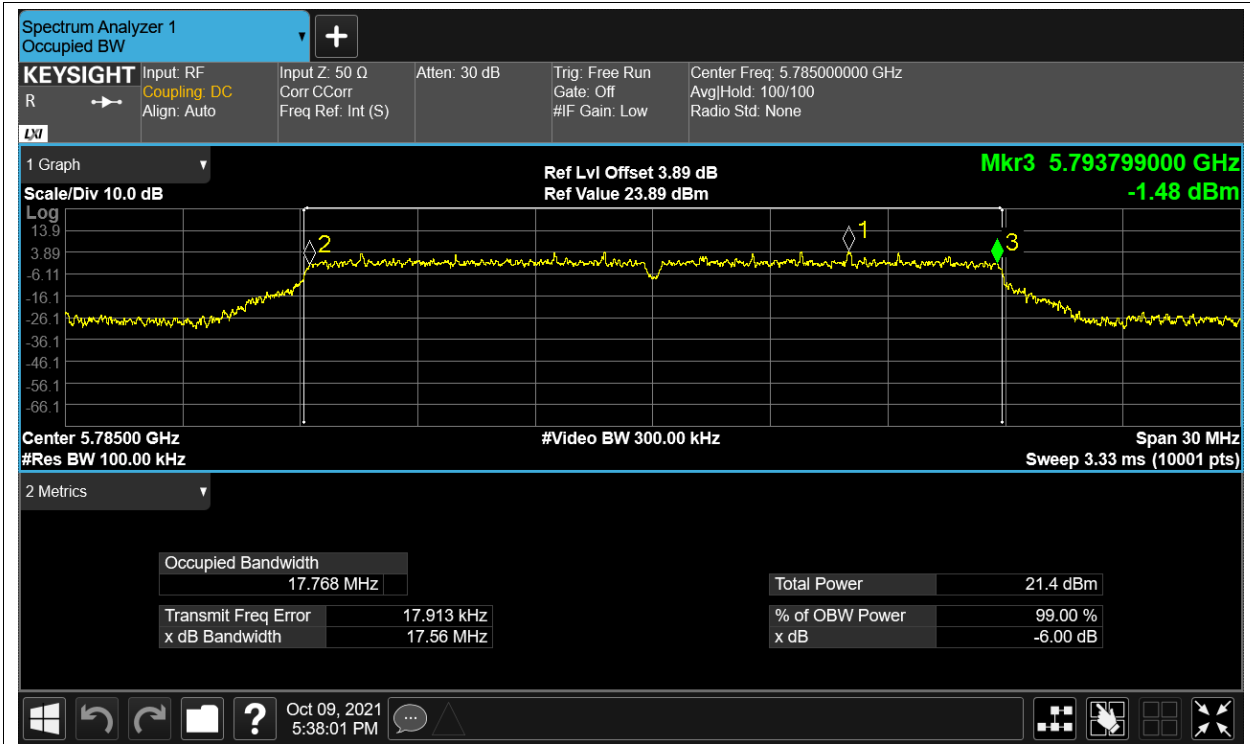 Spectrum Analyzer 1
Occupied BW
KEYSIGHT Input: RF Input Z: 50 Ω Atten: 30 dB Trig: Free Run Center Freq: 5.785000000 GHz
R Coupling: DC Corr CCorr Gate: Off Avg|Hold: 100/100
Align: Auto Freq Ref: Int (S) #IF Gain: Low Radio Std: None
LXI
1 Graph
Ref Lvl Offset 3.89 dB
Mkr3 5.793799000 GHz
Scale/Div 10.0 dB
Ref Value 23.89 dBm
-1.48 dBm
Log
13.9
3.89
-6.11
-16.1
-26.1
-36.1
-46.1
-56.1
-66.1
2
1
3
Center 5.78500 GHz #Video BW 300.00 kHz Span 30 MHz
#Res BW 100.00 kHz Sweep 3.33 ms (10001 pts)
2 Metrics
Occupied Bandwidth
17.768 MHz
Total Power 21.4 dBm
Transmit Freq Error 17.913 kHz
% of OBW Power 99.00 %
x dB Bandwidth 17.56 MHz
x dB -6.00 dB
?
Oct 09, 2021
5:38:01 PM